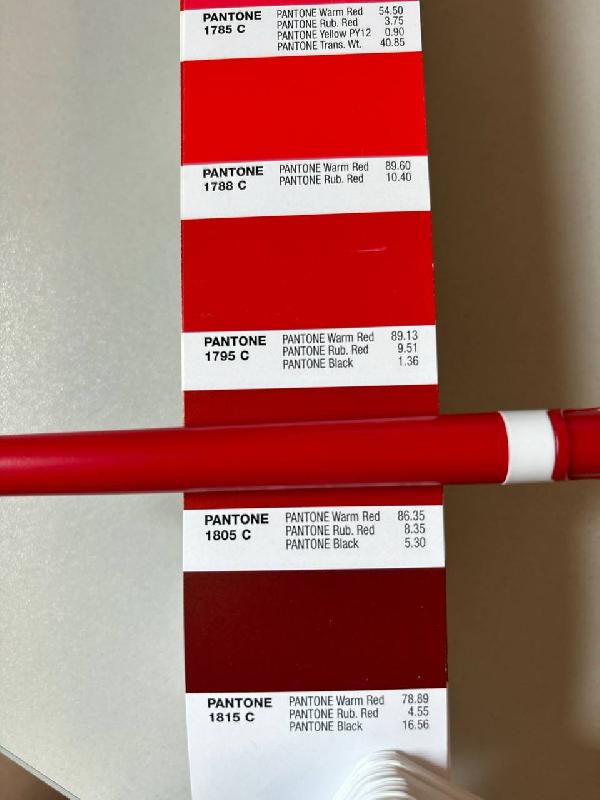 PANTONE 1785 C
PANTONE Warm Red 54.50
PANTONE Rub. Red 3.75
PANTONE Yellow PY12 0.90
PANTONE Trans. Wt. 40.85
PANTONE 1788 C
PANTONE Warm Red 89.60
PANTONE Rub. Red 10.40
PANTONE 1795 C
PANTONE Warm Red 89.13
PANTONE Rub. Red 9.51
PANTONE Black 1.36
PANTONE 1805 C
PANTONE Warm Red 86.35
PANTONE Rub. Red 8.35
PANTONE Black 5.30
PANTONE 1815 C
PANTONE Warm Red 78.89
PANTONE Rub. Red 4.55
PANTONE Black 16.56